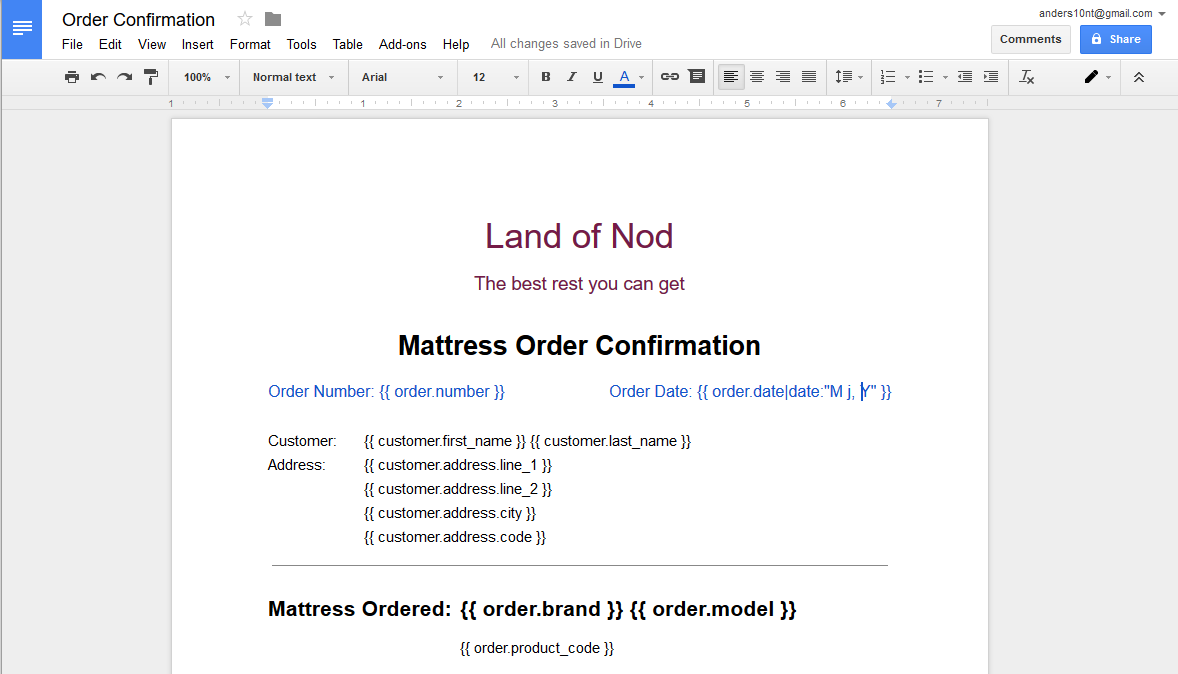 Order Confirmation
anders10nt@gmail.com
File Edit View Insert Format Tools Table Add-ons Help All changes saved in Drive
Comments Share
100% Normal text Arial 12 B I U A
1 1 2 3 4 5 6 7
Land of Nod
The best rest you can get
Mattress Order Confirmation
Order Number: {{ order.number }} Order Date: {{ order.date|date:"M j, Y" }}
Customer: {{ customer.first_name }} {{ customer.last_name }}
Address: {{ customer.address.line_1 }}
{{ customer.address.line_2 }}
{{ customer.address.city }}
{{ customer.address.code }}
Mattress Ordered: {{ order.brand }} {{ order.model }}
{{ order.product_code }}